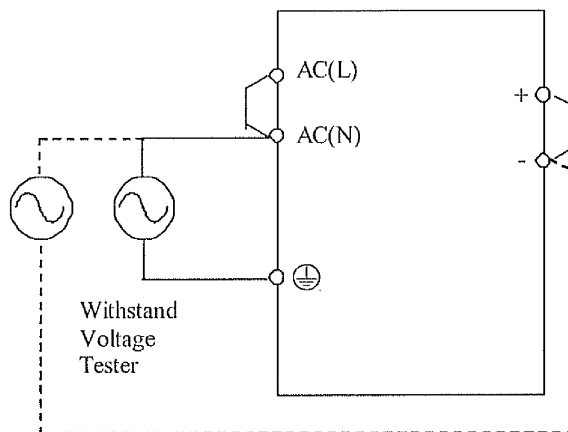 AC(L)
AC(N)
+
-
Withstand
Voltage
Tester